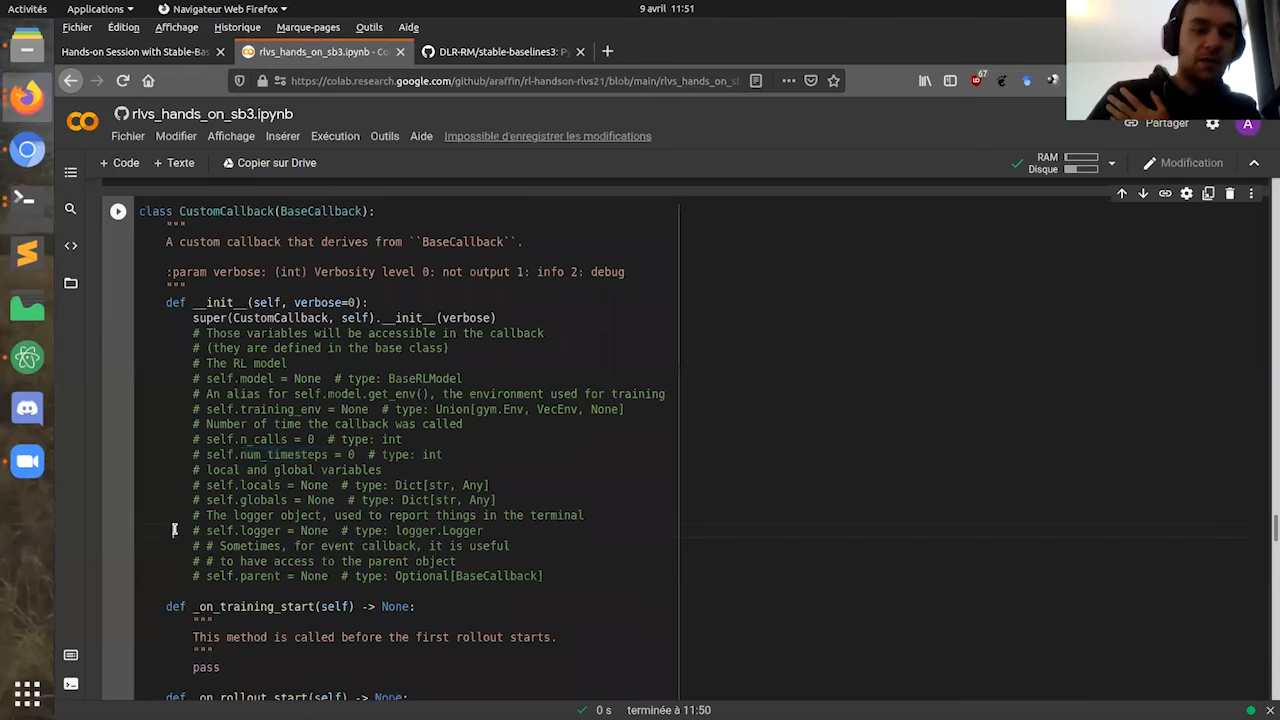 Activités Applications Navigateur Web Firefox 9 avril 11:51
Fichier Édition Affichage Historique Marque-pages Outils Aide
Hands-on Session with Stable-Bas rlvs_hands_on_sb3.ipynb - Co DLR-RM/stable-baselines3: Py
https://colab.research.google.com/github/araffin/rl-handson-rlvs21/blob/main/rlvs_hands_on_sb 67
rlvs_hands_on_sb3.ipynb
Fichier Modifier Affichage Insérer Exécution Outils Aide Impossible d'enregistrer les modifications Partager A
+ Code + Texte Copier sur Drive RAM Disque Modification
class CustomCallback(BaseCallback):
"""
A custom callback that derives from ``BaseCallback``.
:param verbose: (int) Verbosity level 0: not output 1: info 2: debug
"""
def __init__(self, verbose=0):
super(CustomCallback, self).__init__(verbose)
# Those variables will be accessible in the callback
# (they are defined in the base class)
# The RL model
# self.model = None # type: BaseRLModel
# An alias for self.model.get_env(), the environment used for training
# self.training_env = None # type: Union[gym.Env, VecEnv, None]
# Number of time the callback was called
# self.n_calls = 0 # type: int
# self.num_timesteps = 0 # type: int
# local and global variables
# self.locals = None # type: Dict[str, Any]
# self.globals = None # type: Dict[str, Any]
# The logger object, used to report things in the terminal
# self.logger = None # type: logger.Logger
# # Sometimes, for event callback, it is useful
# # to have access to the parent object
# self.parent = None # type: Optional[BaseCallback]
def _on_training_start(self) -> None:
"""
This method is called before the first rollout starts.
"""
pass
def _on_rollout_start(self) -> None:
0 s terminée à 11:50